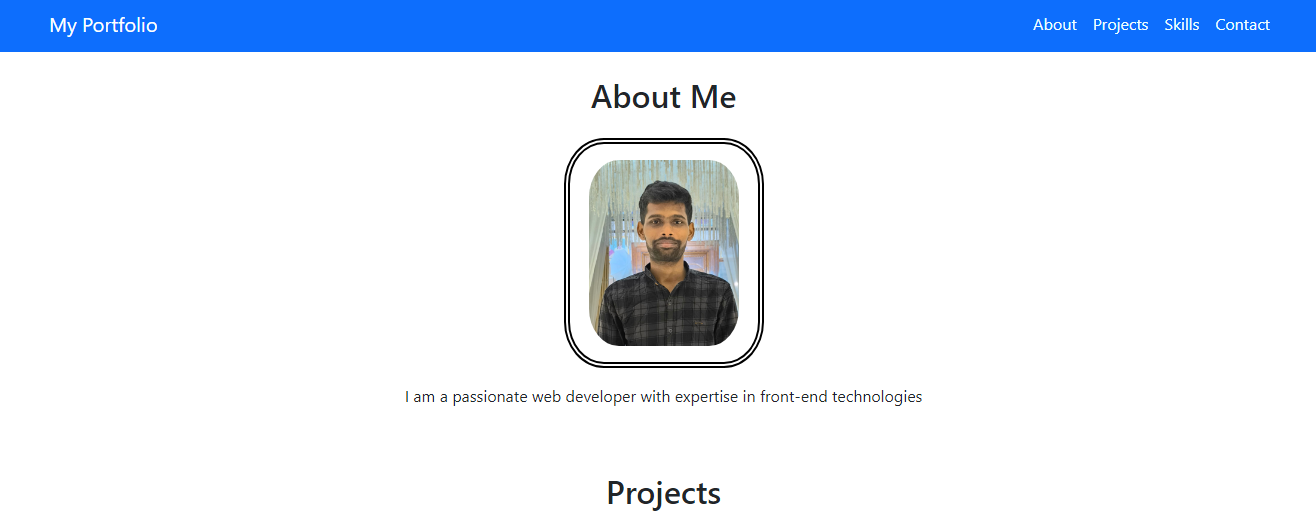 My Portfolio
About Projects Skills Contact
About Me
I am a passionate web developer with expertise in front-end technologies
Projects